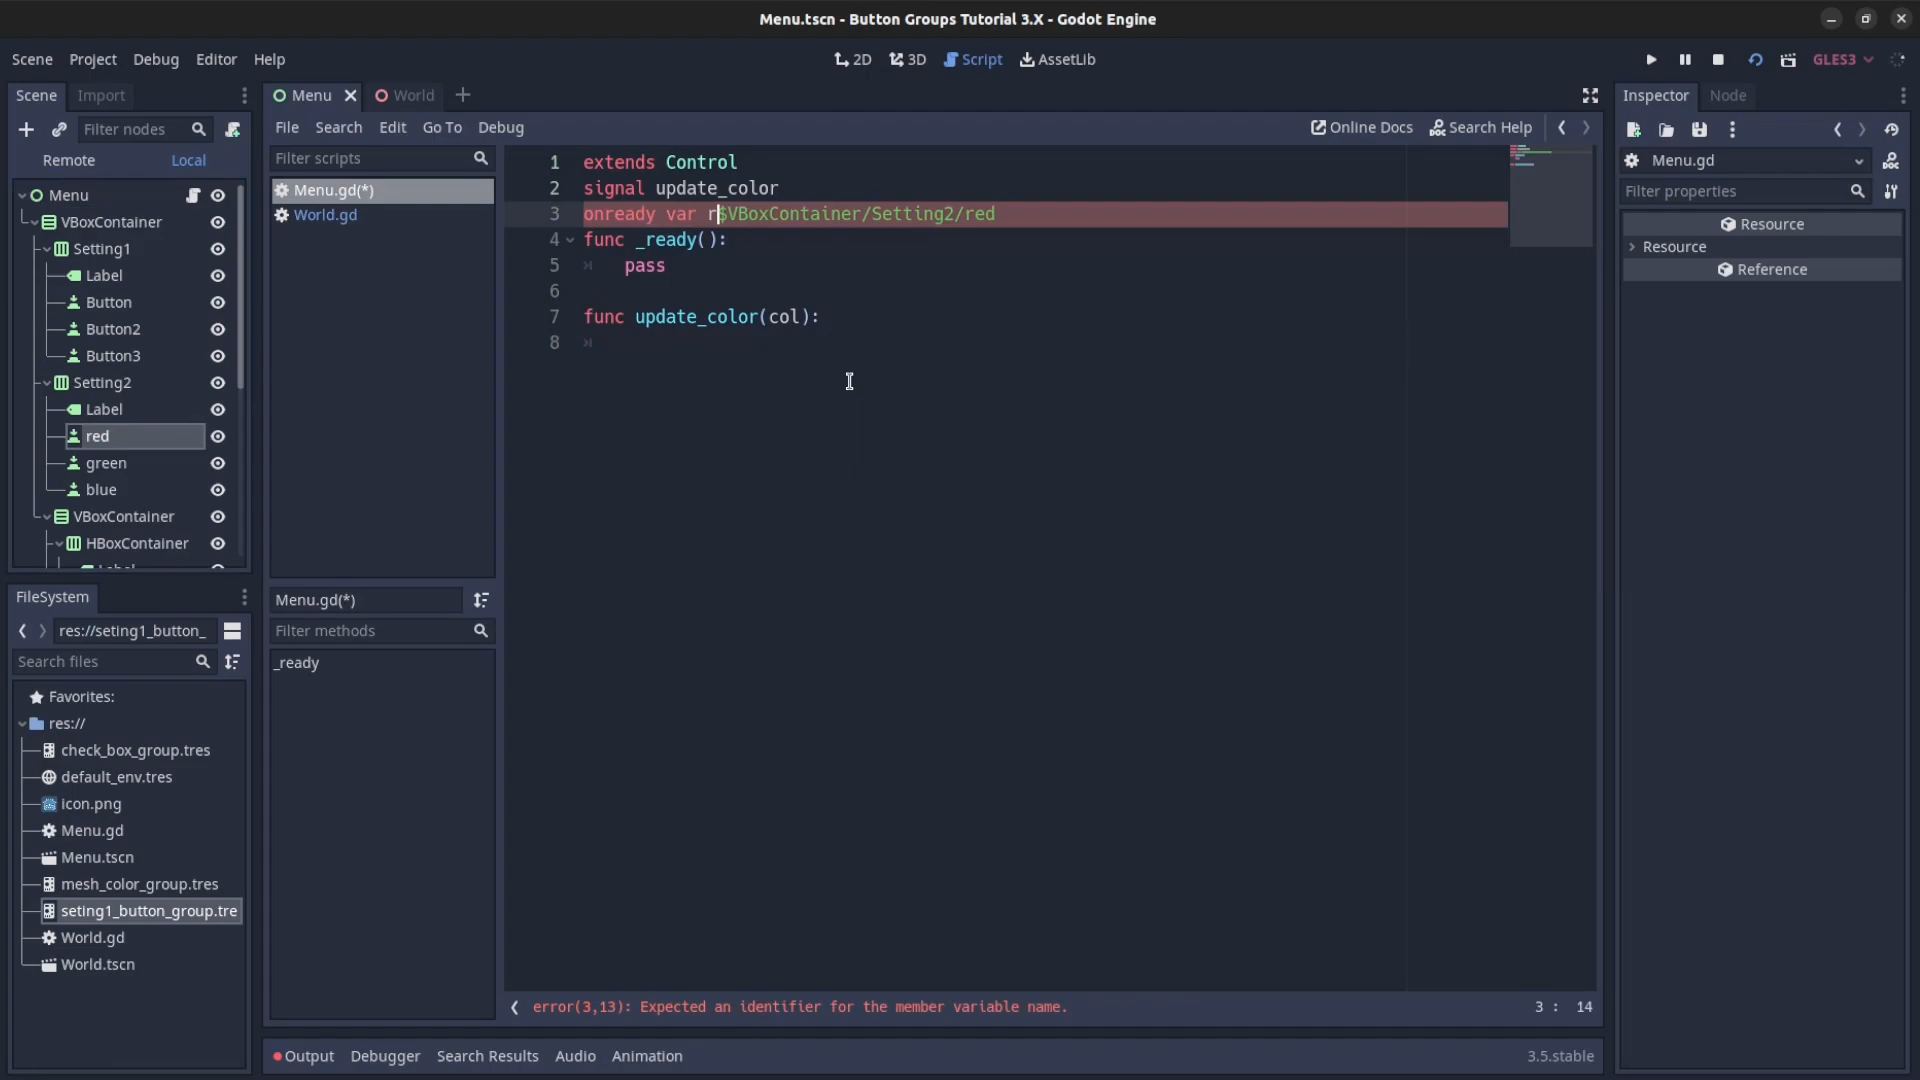 Menu.tscn - Button Groups Tutorial 3.X - Godot Engine
Scene Project Debug Editor Help
2D 3D Script AssetLib
GLES3
Scene Import
Filter nodes
Remote Local
Menu
VBoxContainer
Setting1
Label
Button
Button2
Button3
Setting2
Label
red
green
blue
VBoxContainer
HBoxContainer
Label
FileSystem
res://seting1_button_
Search files
Favorites:
res://
check_box_group.tres
default_env.tres
icon.png
Menu.gd
Menu.tscn
mesh_color_group.tres
seting1_button_group.tre
World.gd
World.tscn
Menu World
File Search Edit Go To Debug
Online Docs Search Help
Filter scripts
Menu.gd(*)
World.gd
Menu.gd(*)
Filter methods
_ready
1 extends Control
2 signal update_color
3 onready var r$VBoxContainer/Setting2/red
4 func _ready():
5 pass
6
7 func update_color(col):
8
error(3,13): Expected an identifier for the member variable name.
3 : 14
Output Debugger Search Results Audio Animation
3.5.stable
Inspector Node
Menu.gd
Filter properties
Resource
Resource
Reference